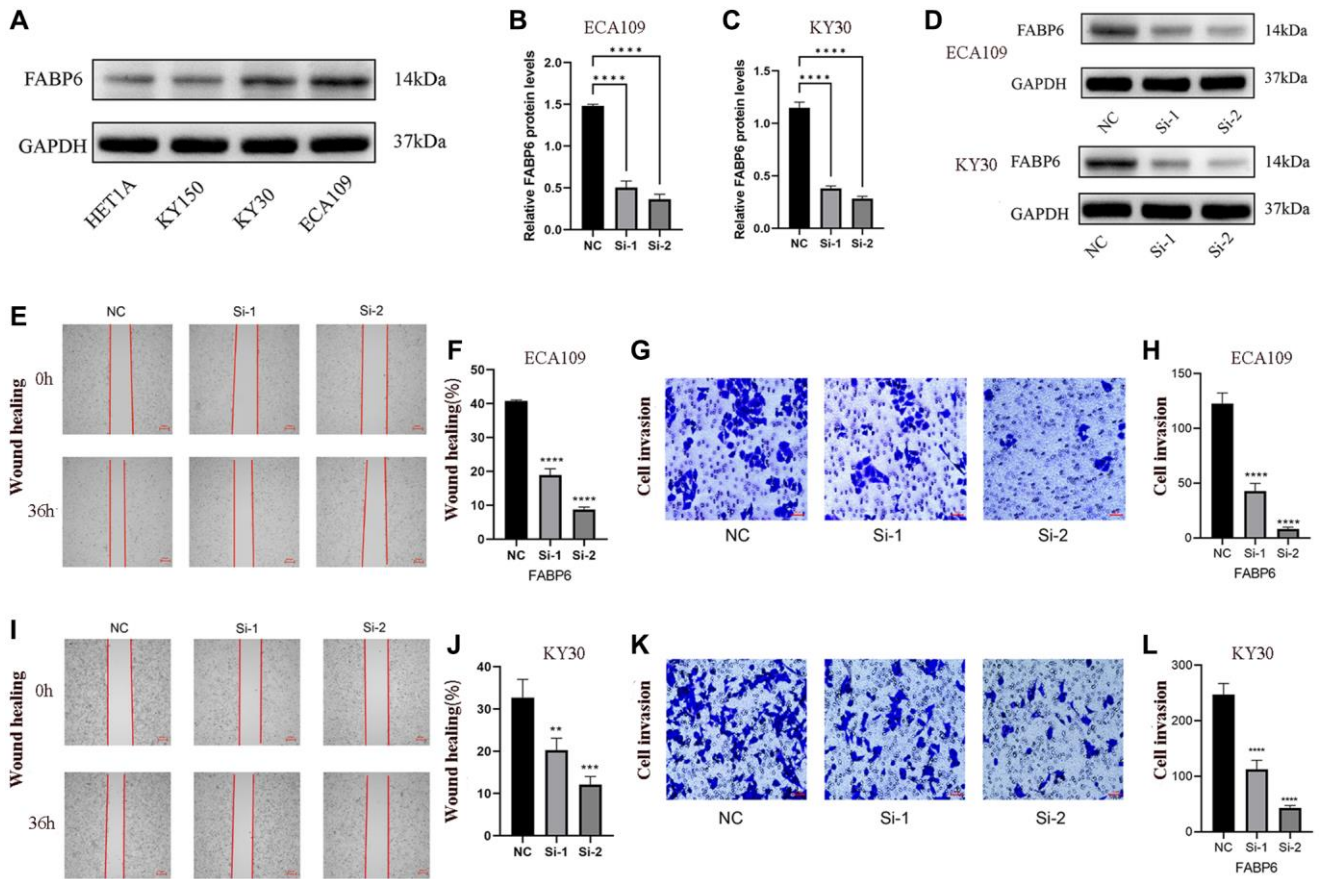 A
FABP6
14kDa
GAPDH
37kDa
HET1A
KY150
KY30
ECA109
B
ECA109
Relative FABP6 protein levels
2.0
1.5
1.0
0.5
0.0
****
****
NC
Si-1
Si-2
C
KY30
Relative FABP6 protein levels
1.5
1.0
0.5
0.0
****
****
NC
Si-1
Si-2
D
ECA109
FABP6
14kDa
GAPDH
37kDa
NC
Si-1
Si-2
KY30
FABP6
14kDa
GAPDH
37kDa
NC
Si-1
Si-2
E
Wound healing
NC
Si-1
Si-2
0h
36h
F
ECA109
Wound healing(%)
50
40
30
20
10
0
****
****
NC
Si-1
Si-2
FABP6
G
Cell invasion
NC
Si-1
Si-2
H
ECA109
Cell invasion
150
100
50
0
****
****
NC
Si-1
Si-2
FABP6
I
Wound healing
NC
Si-1
Si-2
0h
36h
J
KY30
Wound healing(%)
40
30
20
10
0
**
***
NC
Si-1
Si-2
K
Cell invasion
NC
Si-1
Si-2
L
KY30
Cell invasion
300
200
100
0
****
****
NC
Si-1
Si-2
FABP6